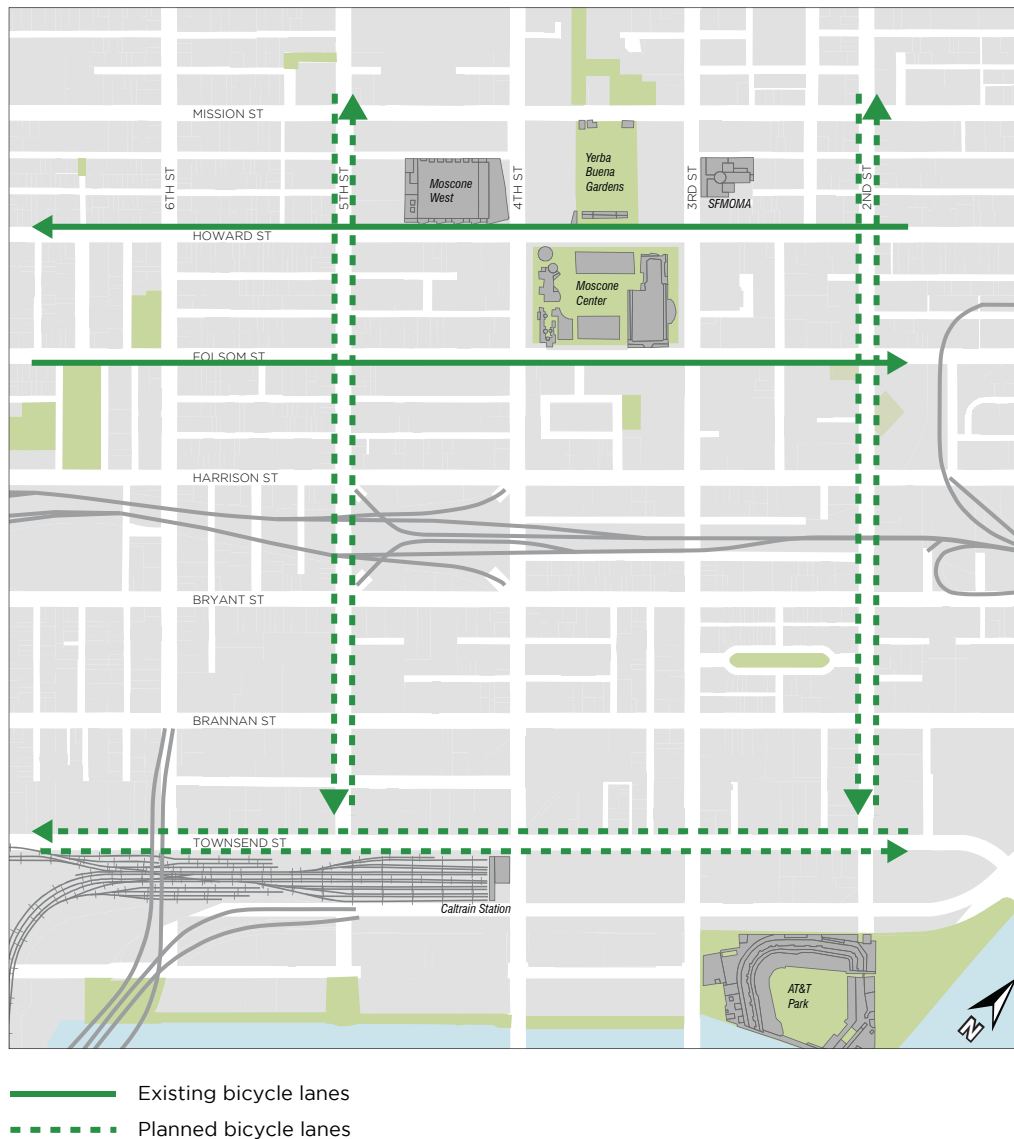 MISSION ST
6TH ST
5TH ST
Moscone
West
4TH ST
Yerba
Buena
Gardens
3RD ST
SFMOMA
2ND ST
HOWARD ST
Moscone
Center
FOLSOM ST
HARRISON ST
BRYANT ST
BRANNAN ST
TOWNSEND ST
Caltrain Station
AT&T
Park
N
Existing bicycle lanes
Planned bicycle lanes